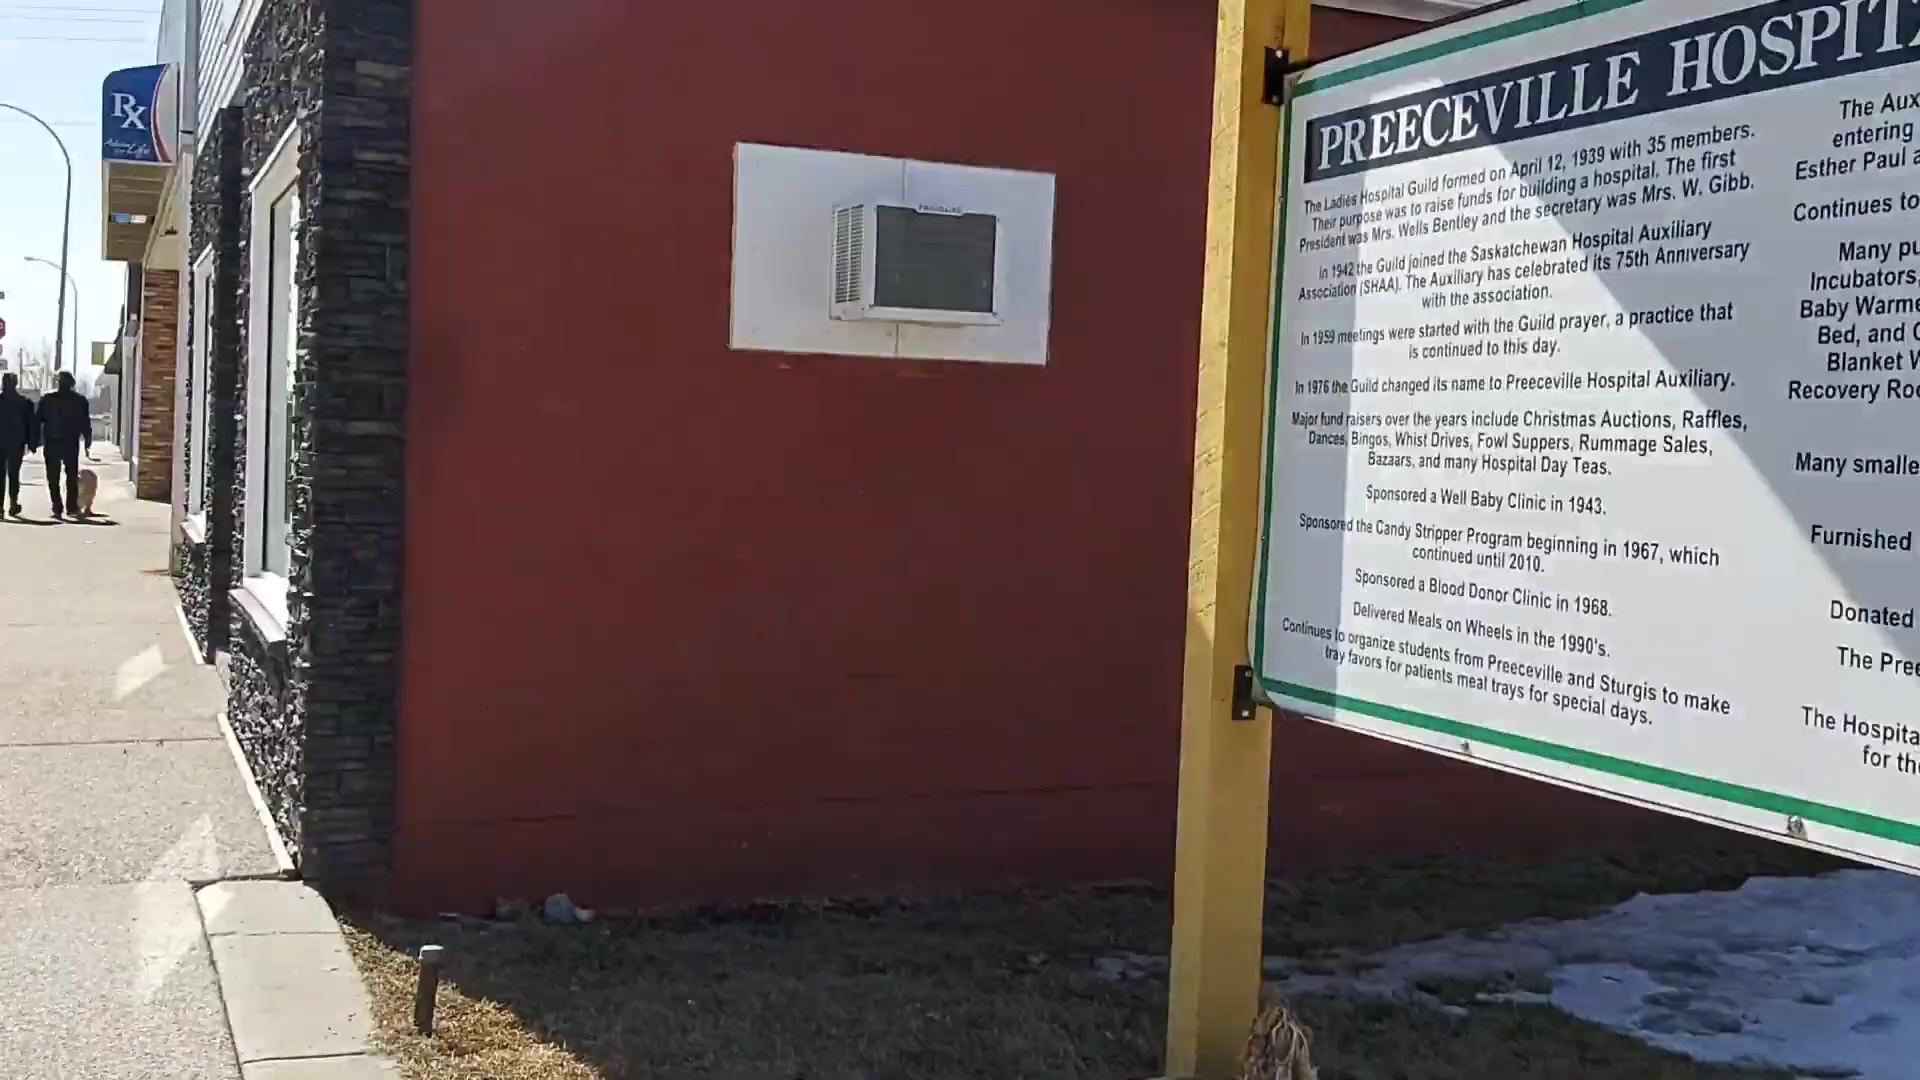 Rx
FRIGIDAIRE
PREECEVILLE HOSPIT
The Ladies Hospital Guild formed on April 12, 1939 with 35 members.
Their purpose was to raise funds for building a hospital. The first
President was Mrs. Wells Bentley and the secretary was Mrs. W. Gibb.
In 1942 the Guild joined the Saskatchewan Hospital Auxiliary
Association (SHAA). The Auxiliary has celebrated its 75th Anniversary
with the association.
In 1959 meetings were started with the Guild prayer, a practice that
is continued to this day.
In 1976 the Guild changed its name to Preeceville Hospital Auxiliary.
Major fund raisers over the years include Christmas Auctions, Raffles,
Dances, Bingos, Whist Drives, Fowl Suppers, Rummage Sales,
Bazaars, and many Hospital Day Teas.
Sponsored a Well Baby Clinic in 1943.
Sponsored the Candy Stripper Program beginning in 1967, which
continued until 2010.
Sponsored a Blood Donor Clinic in 1968.
Delivered Meals on Wheels in the 1990's.
Continues to organize students from Preeceville and Sturgis to make
tray favors for patients meal trays for special days.
The Aux
entering
Esther Paul a
Continues to
Many pu
Incubators,
Baby Warme
Bed, and
Blanket W
Recovery Roo
Many smalle
Furnished
Donated
The Pree
The Hospita
for the